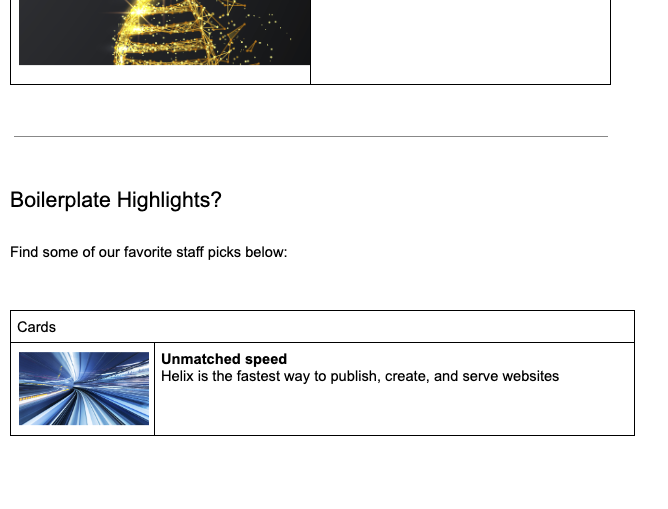 Boilerplate Highlights?
Find some of our favorite staff picks below:
Cards
Unmatched speed
Helix is the fastest way to publish, create, and serve websites